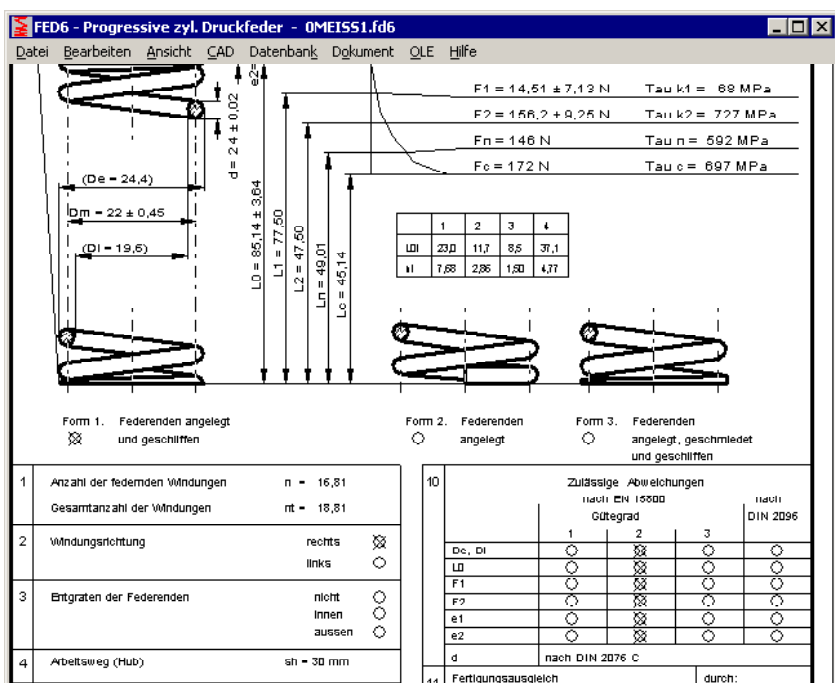 FED6 - Progressive zyl. Druckfeder - 0MEISS1.fd6
Datei Bearbeiten Ansicht CAD Datenbank Dokument OLE Hilfe
F1 = 14,51 ± 7,13 N Tau k1 = 69 MPa
F2 = 156,2 ± 9,25 N Tau k2 = 727 MPa
Fn = 146 N Tau n = 592 MPa
Fc = 172 N Tau c = 697 MPa
e2=
d = 2,4 ± 0,02
(De = 24,4)
Dm = 22 ± 0,45
(Di = 19,6)
L0 = 85,14 ± 3,64
L1 = 77,50
L2 = 47,50
Ln = 49,01
Lc = 45,14
1 2 3 4
L0i 23,0 11,7 8,5 37,1
7,68 2,86 1,50 4,77
Form 1. Federenden angelegt
und geschliffen
Form 2. Federenden
angelegt
Form 3. Federenden
angelegt, geschmiedet
und geschliffen
1 Anzahl der federnden Windungen n = 16,81
Gesamtanzahl der Windungen nt = 18,81
2 Windungsrichtung rechts
links
3 Entgraten der Federenden nicht
innen
aussen
4 Arbeitsweg (Hub) sh = 30 mm
10 Zulässige Abweichungen
nach EN 15800 nach
Gütegrad DIN 2096
1 2 3
De, Di
L0
F1
F2
e1
e2
d nach DIN 2076 C
11 Fertigungsausgleich durch: